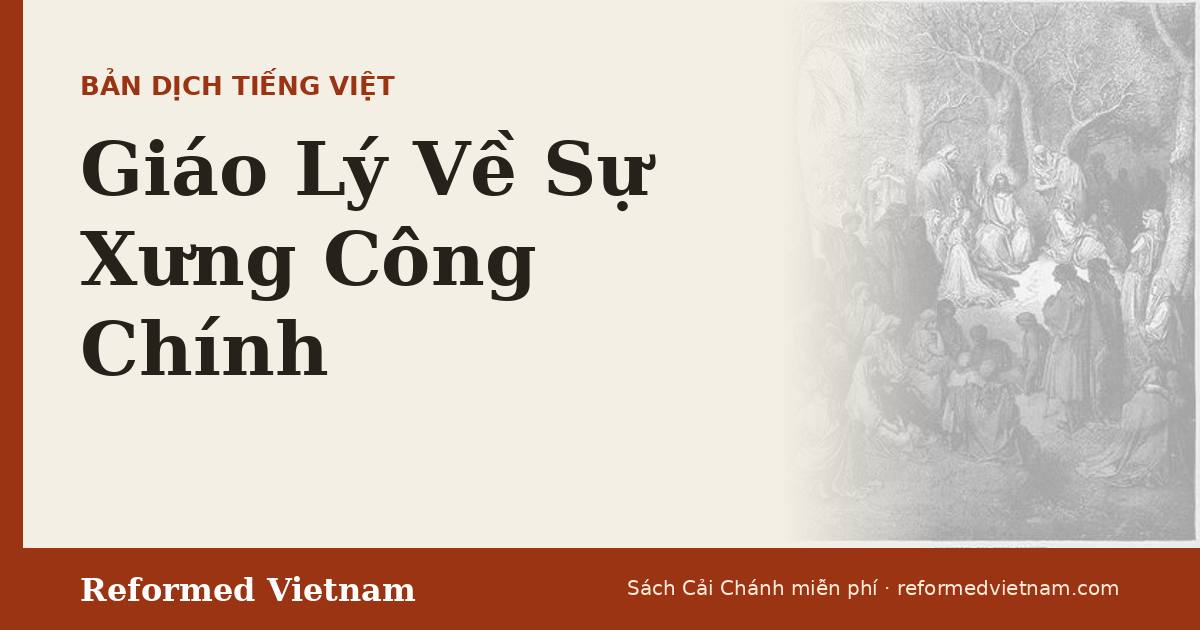 BẢN DỊCH TIẾNG VIỆT
Giáo Lý Về Sự
Xưng Công
Chính
Reformed Vietnam
Sách Cải Chánh miễn phí · reformedvietnam.com